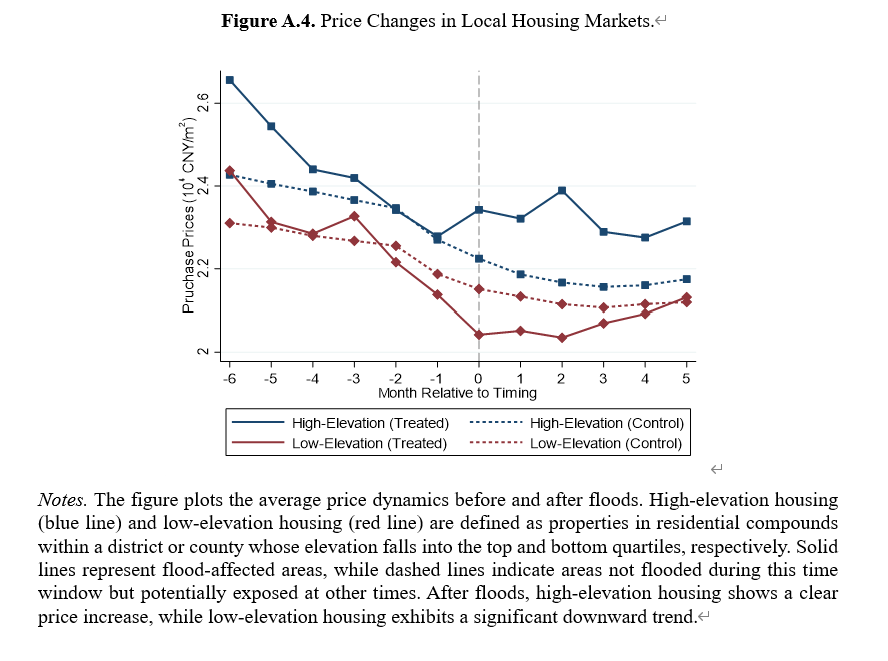 Figure A.4. Price Changes in Local Housing Markets.↵
Pruchase Prices (10⁴ CNY/m²)
2.6
2.4
2.2
2
-6 -5 -4 -3 -2 -1 0 1 2 3 4 5
Month Relative to Timing
High-Elevation (Treated) High-Elevation (Control)
Low-Elevation (Treated) Low-Elevation (Control)
↵
Notes. The figure plots the average price dynamics before and after floods. High-elevation housing
(blue line) and low-elevation housing (red line) are defined as properties in residential compounds
within a district or county whose elevation falls into the top and bottom quartiles, respectively. Solid
lines represent flood-affected areas, while dashed lines indicate areas not flooded during this time
window but potentially exposed at other times. After floods, high-elevation housing shows a clear
price increase, while low-elevation housing exhibits a significant downward trend.↵